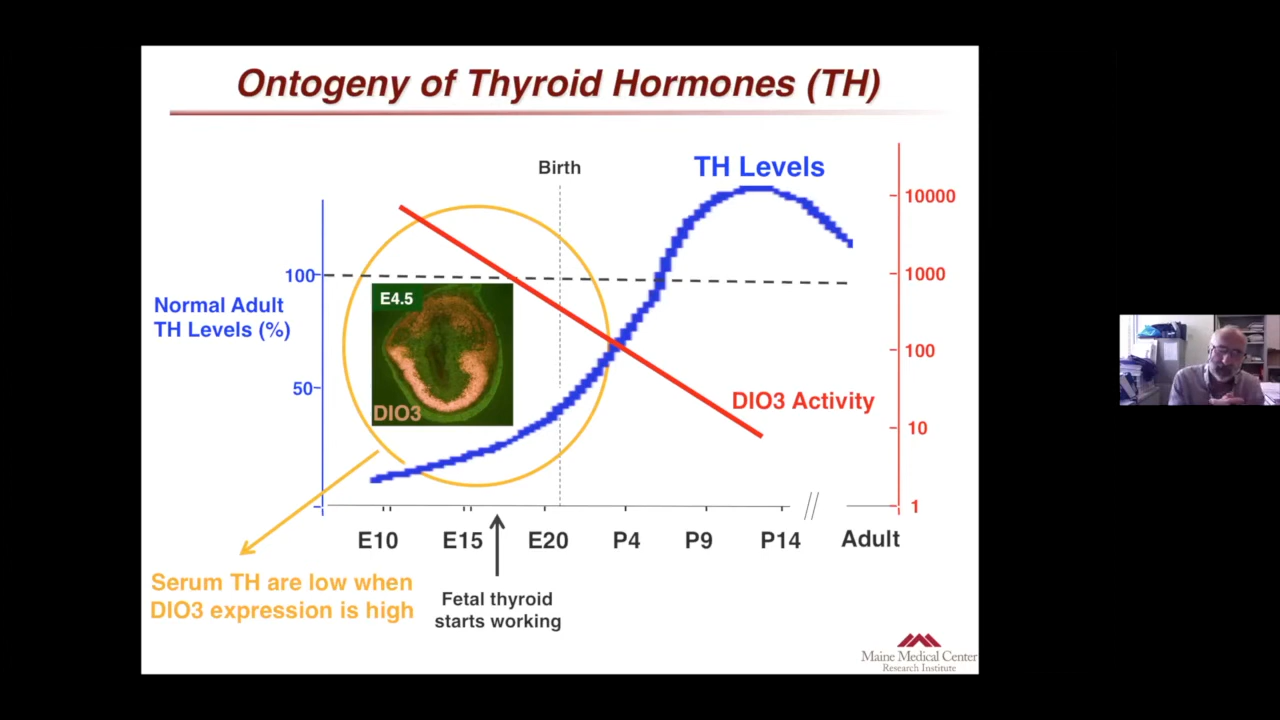 Ontogeny of Thyroid Hormones (TH)
Birth
TH Levels
10000
100
1000
E4.5
Normal Adult
TH Levels (%)
100
50
DIO3 Activity
DIO3
10
1
E10 E15 E20 P4 P9 P14 Adult
Serum TH are low when
DIO3 expression is high
Fetal thyroid
starts working
Maine Medical Center
Research Institute